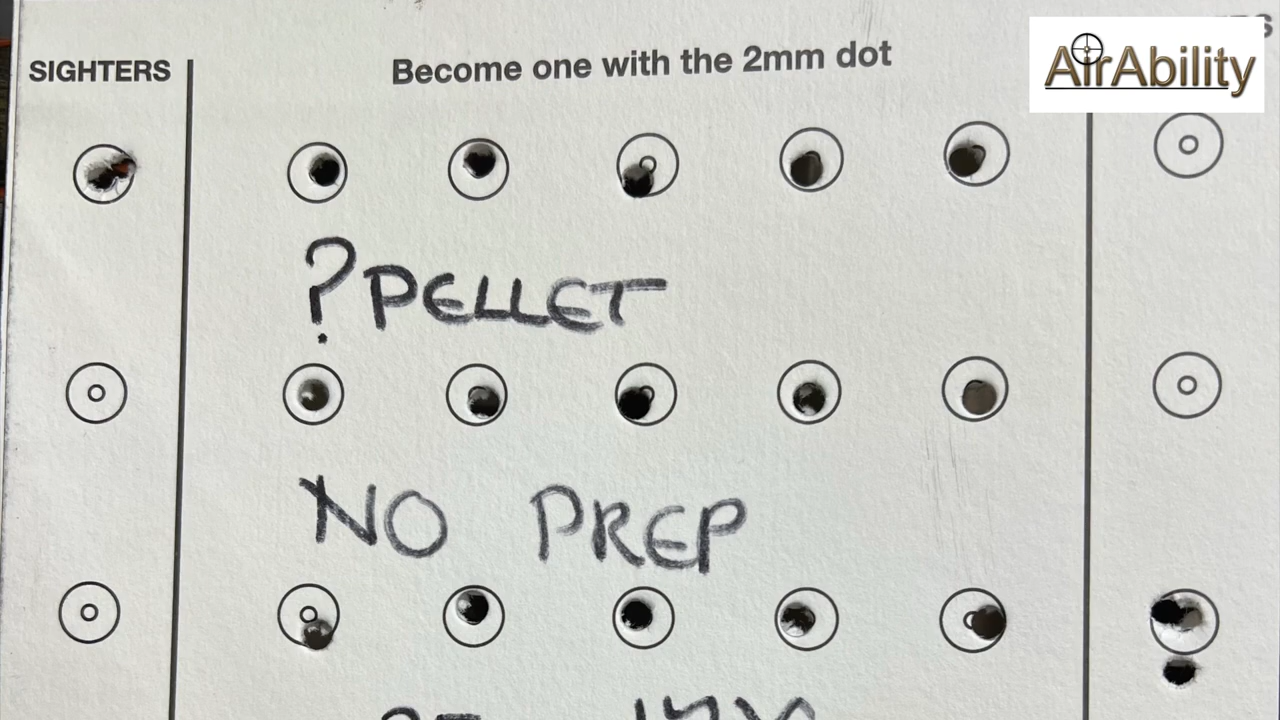 SIGHTERS
Become one with the 2mm dot
AirAbility
?PELLET
NO PREP